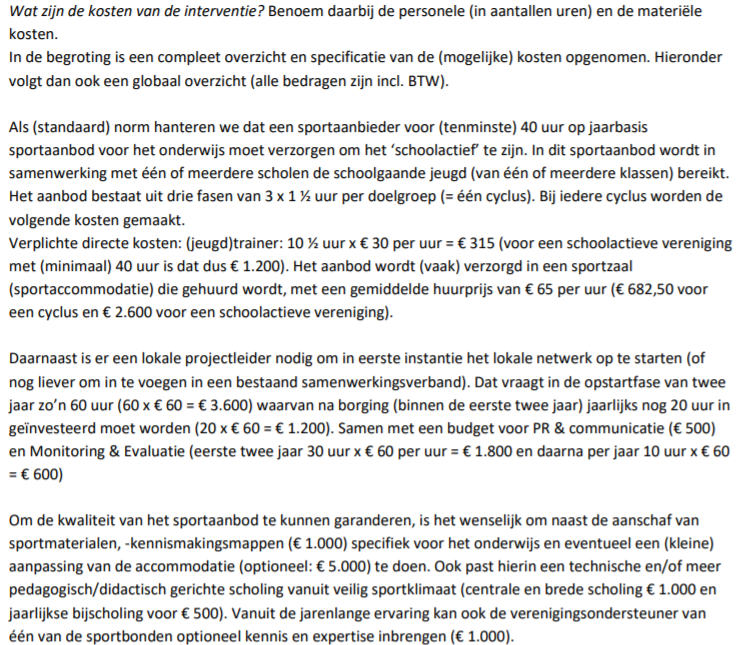 Wat zijn de kosten van de interventie? Benoem daarbij de personele (in aantallen uren) en de materiële
kosten.
In de begroting is een compleet overzicht en specificatie van de (mogelijke) kosten opgenomen. Hieronder
volgt dan ook een globaal overzicht (alle bedragen zijn incl. BTW).

Als (standaard) norm hanteren we dat een sportaanbieder voor (tenminste) 40 uur op jaarbasis
sportaanbod voor het onderwijs moet verzorgen om het ‘schoolactief’ te zijn. In dit sportaanbod wordt in
samenwerking met één of meerdere scholen de schoolgaande jeugd (van één of meerdere klassen) bereikt.
Het aanbod bestaat uit drie fasen van 3 x 1 ½ uur per doelgroep (= één cyclus). Bij iedere cyclus worden de
volgende kosten gemaakt.
Verplichte directe kosten: (jeugd)trainer: 10 ½ uur x € 30 per uur = € 315 (voor een schoolactieve vereniging
met (minimaal) 40 uur is dat dus € 1.200). Het aanbod wordt (vaak) verzorgd in een sportzaal
(sportaccommodatie) die gehuurd wordt, met een gemiddelde huurprijs van € 65 per uur (€ 682,50 voor
een cyclus en € 2.600 voor een schoolactieve vereniging).

Daarnaast is er een lokale projectleider nodig om in eerste instantie het lokale netwerk op te starten (of
nog liever om in te voegen in een bestaand samenwerkingsverband). Dat vraagt in de opstartfase van twee
jaar zo’n 60 uur (60 x € 60 = € 3.600) waarvan na borging (binnen de eerste twee jaar) jaarlijks nog 20 uur in
geïnvesteerd moet worden (20 x € 60 = € 1.200). Samen met een budget voor PR & communicatie (€ 500)
en Monitoring & Evaluatie (eerste twee jaar 30 uur x € 60 per uur = € 1.800 en daarna per jaar 10 uur x € 60
= € 600)

Om de kwaliteit van het sportaanbod te kunnen garanderen, is het wenselijk om naast de aanschaf van
sportmaterialen, -kennismakingsmappen (€ 1.000) specifiek voor het onderwijs en eventueel een (kleine)
aanpassing van de accommodatie (optioneel: € 5.000) te doen. Ook past hierin een technische en/of meer
pedagogisch/didactisch gerichte scholing vanuit veilig sportklimaat (centrale en brede scholing € 1.000 en
jaarlijkse bijscholing voor € 500). Vanuit de jarenlange ervaring kan ook de verenigingsondersteuner van
één van de sportbonden optioneel kennis en expertise inbrengen (€ 1.000).